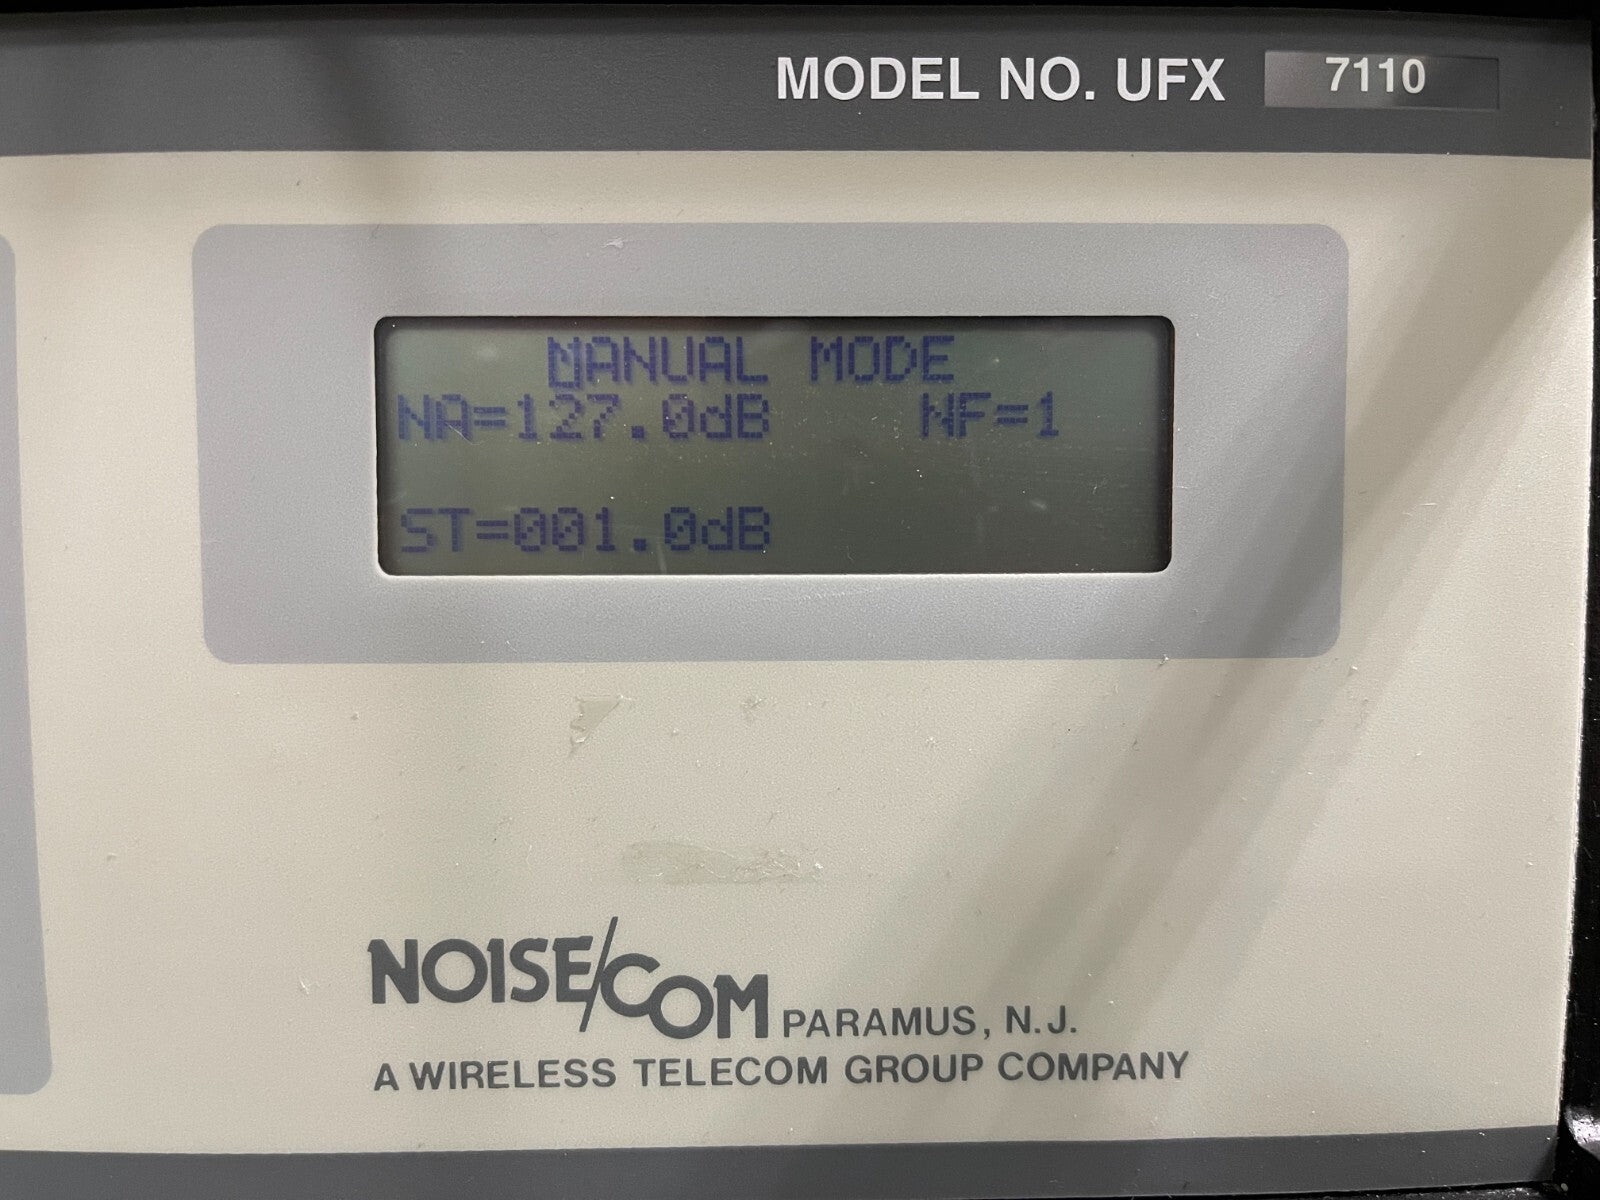 MODEL NO. UFX 7110
MANUAL MODE
NA=127.0dB NF=1
ST=001.0dB
NOISE/COM PARAMUS, N.J.
A WIRELESS TELECOM GROUP COMPANY